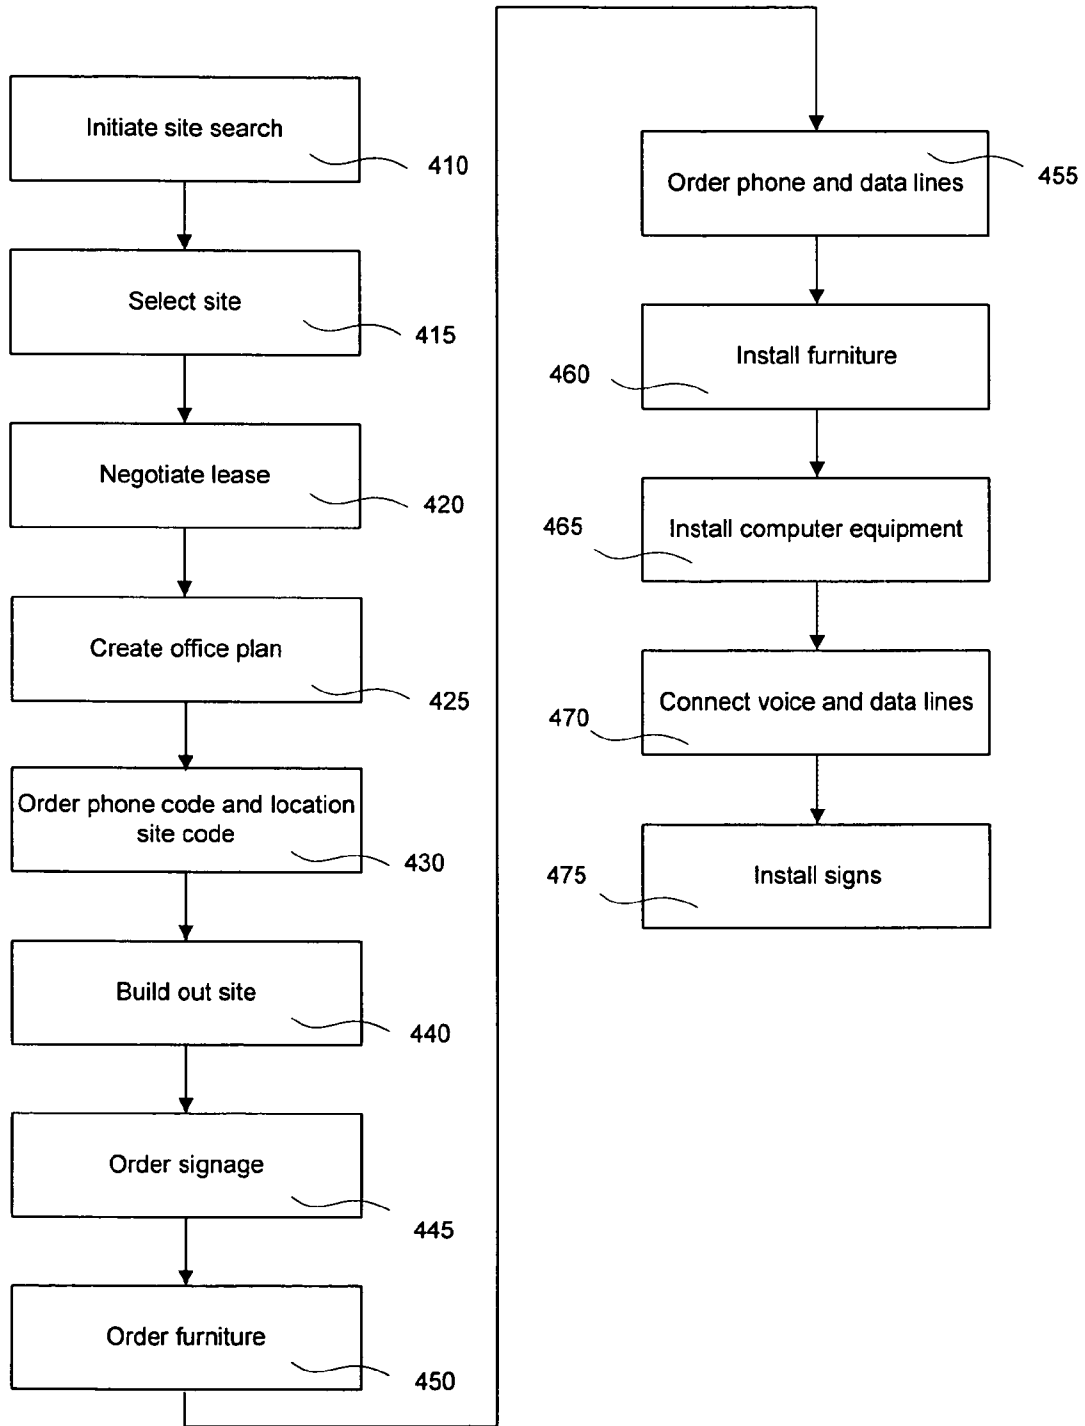 Initiate site search
410
Select site
415
Negotiate lease
420
Create office plan
425
Order phone code and location
site code
430
Build out site
440
Order signage
445
Order furniture
450
Order phone and data lines
455
Install furniture
460
Install computer equipment
465
Connect voice and data lines
470
Install signs
475